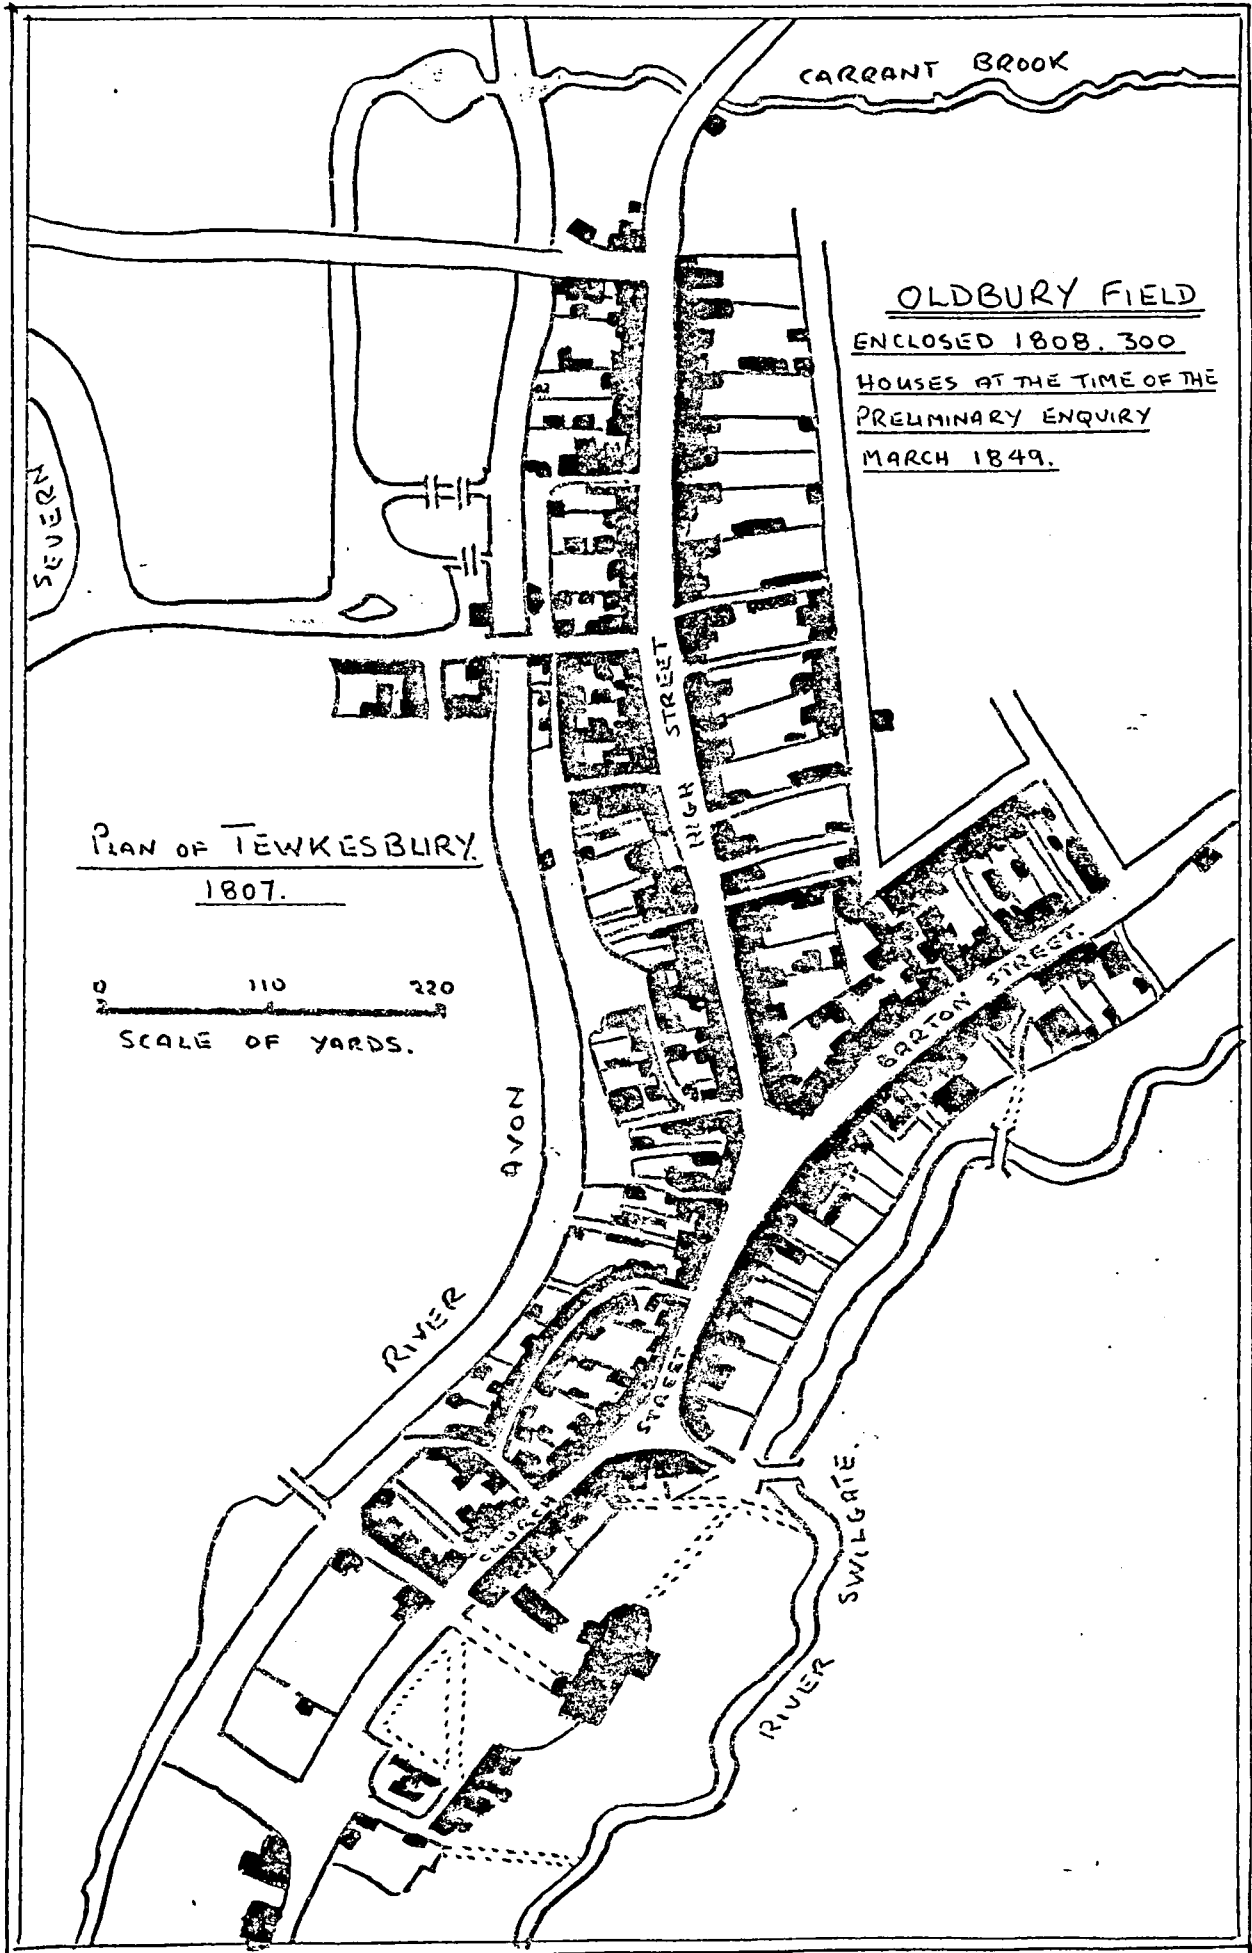 CARRANT BROOK
OLDBURY FIELD
ENCLOSED 1808. 300
HOUSES AT THE TIME OF THE
PRELIMINARY ENQUIRY
MARCH 1849.
SEVERN
HIGH STREET
PLAN OF TEWKESBURY.
1807.
0 110 220
SCALE OF YARDS.
BARTON STREET.
RIVER AVON
CHURCH STREET
RIVER SWILGATE.